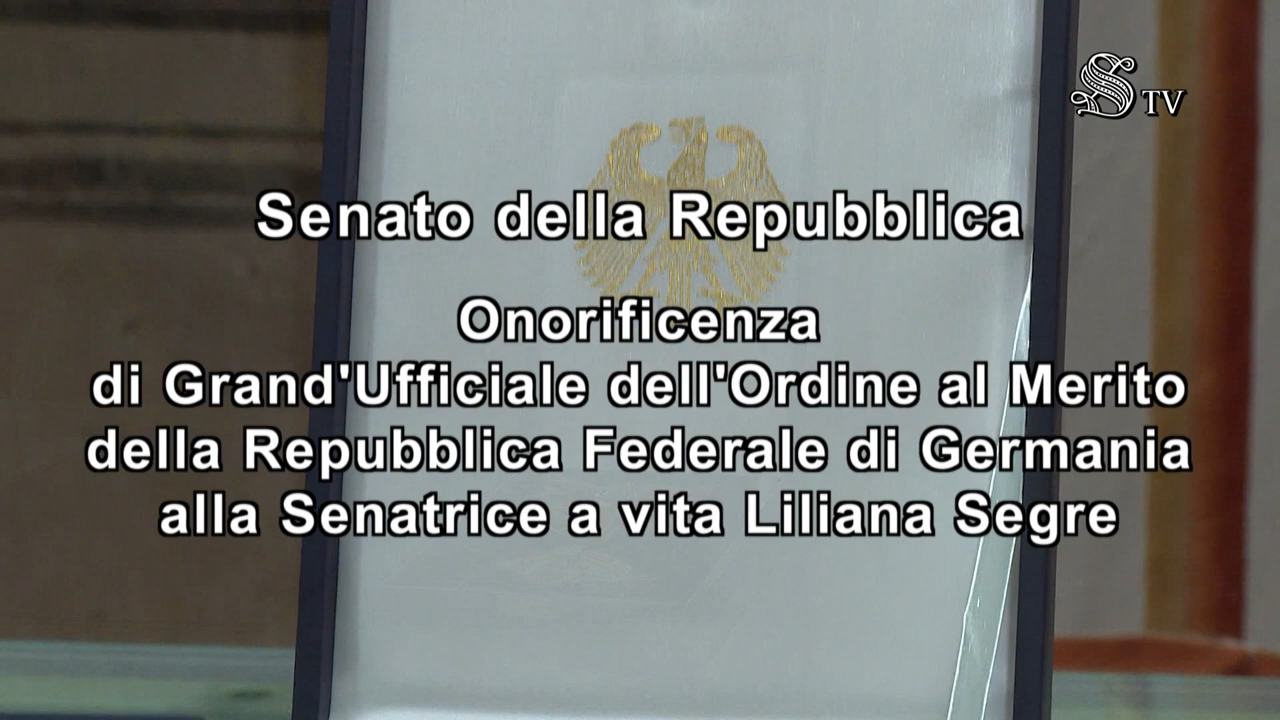 S TV
Senato della Repubblica
Onorificenza
di Grand'Ufficiale dell'Ordine al Merito
della Repubblica Federale di Germania
alla Senatrice a vita Liliana Segre